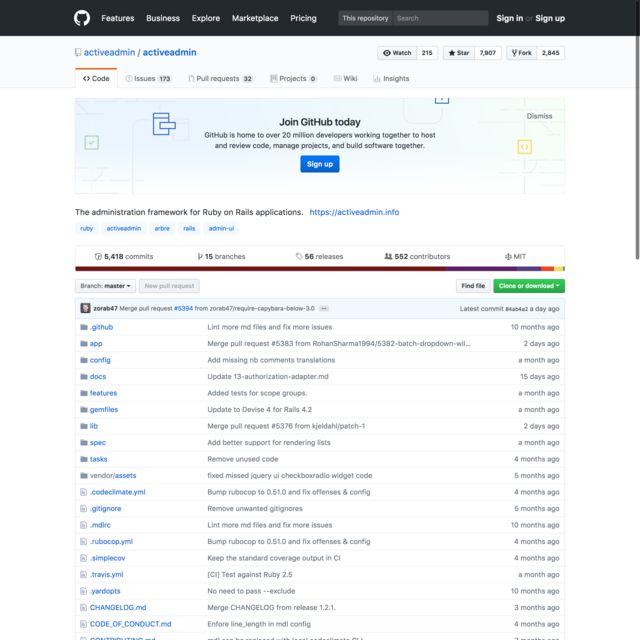 Features Business Explore Marketplace Pricing This repository Search Sign in or Sign up
activeadmin / activeadmin Watch 215 Star 7,907 Fork 2,845
Code Issues 173 Pull requests 32 Projects 0 Wiki Insights
Dismiss
Join GitHub today
GitHub is home to over 20 million developers working together to host
and review code, manage projects, and build software together.
Sign up
The administration framework for Ruby on Rails applications. https://activeadmin.info
ruby activeadmin arbre rails admin-ui
5,418 commits 15 branches 56 releases 552 contributors MIT
Branch: master New pull request Find file Clone or download
zorab47 Merge pull request #5394 from zorab47/require-capybara-below-3.0 Latest commit 84ab4a2 a day ago
.github Lint more md files and fix more issues 10 months ago
app Merge pull request #5383 from RohanSharma1994/5382-batch-dropdown-wil... 2 days ago
config Add missing nb comments translations a month ago
docs Update 13-authorization-adapter.md 15 days ago
features Added tests for scope groups. a month ago
gemfiles Update to Devise 4 for Rails 4.2 a month ago
lib Merge pull request #5376 from kjeldahl/patch-1 2 days ago
spec Add better support for rendering lists a month ago
tasks Remove unused code 4 months ago
vendor/assets fixed missed jquery ui checkboxradio widget code 5 months ago
.codeclimate.yml Bump rubocop to 0.51.0 and fix offenses & config 4 months ago
.gitignore Remove unwanted gitignores 5 months ago
.mdlrc Lint more md files and fix more issues 10 months ago
.rubocop.yml Bump rubocop to 0.51.0 and fix offenses & config 4 months ago
.simplecov Keep the standard coverage output in CI 4 months ago
.travis.yml [CI] Test against Ruby 2.5 a month ago
.yardopts No need to pass --exclude 10 months ago
CHANGELOG.md Merge CHANGELOG from release 1.2.1. 3 months ago
CODE_OF_CONDUCT.md Enfore line_length in mdl config 4 months ago